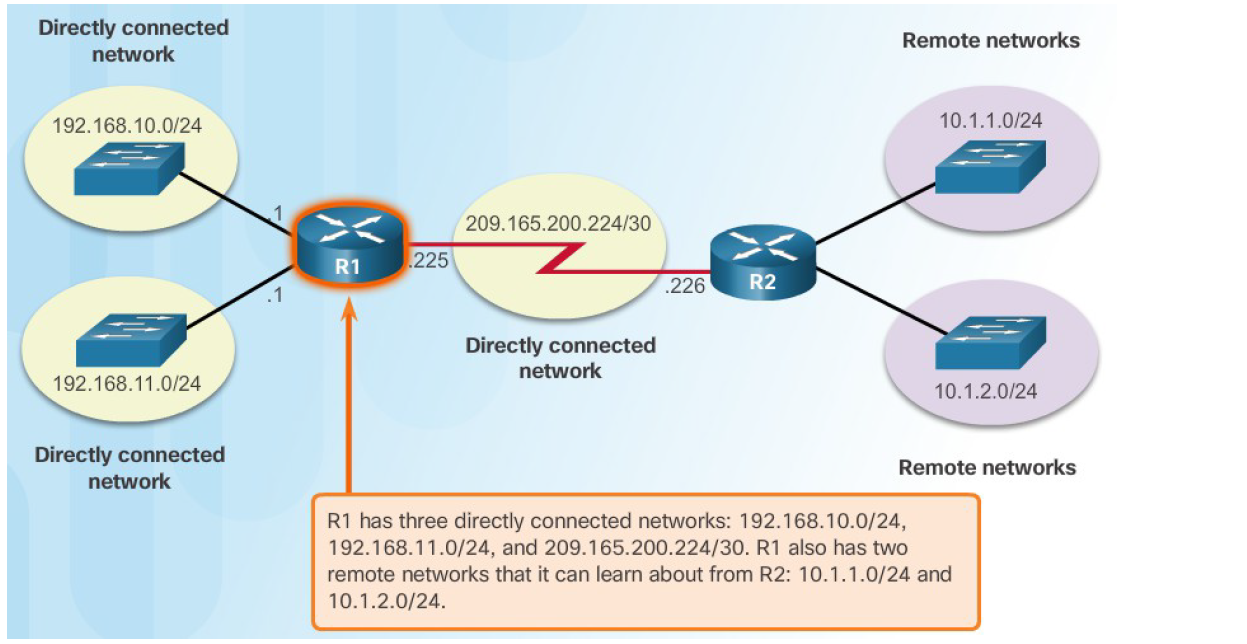 Directly connected
network
Remote networks
192.168.10.0/24
10.1.1.0/24
.1
209.165.200.224/30
R1
.225
R2
.226
.1
192.168.11.0/24
Directly connected
network
10.1.2.0/24
Directly connected
network
Remote networks
R1 has three directly connected networks: 192.168.10.0/24,
192.168.11.0/24, and 209.165.200.224/30. R1 also has two
remote networks that it can learn about from R2: 10.1.1.0/24 and
10.1.2.0/24.